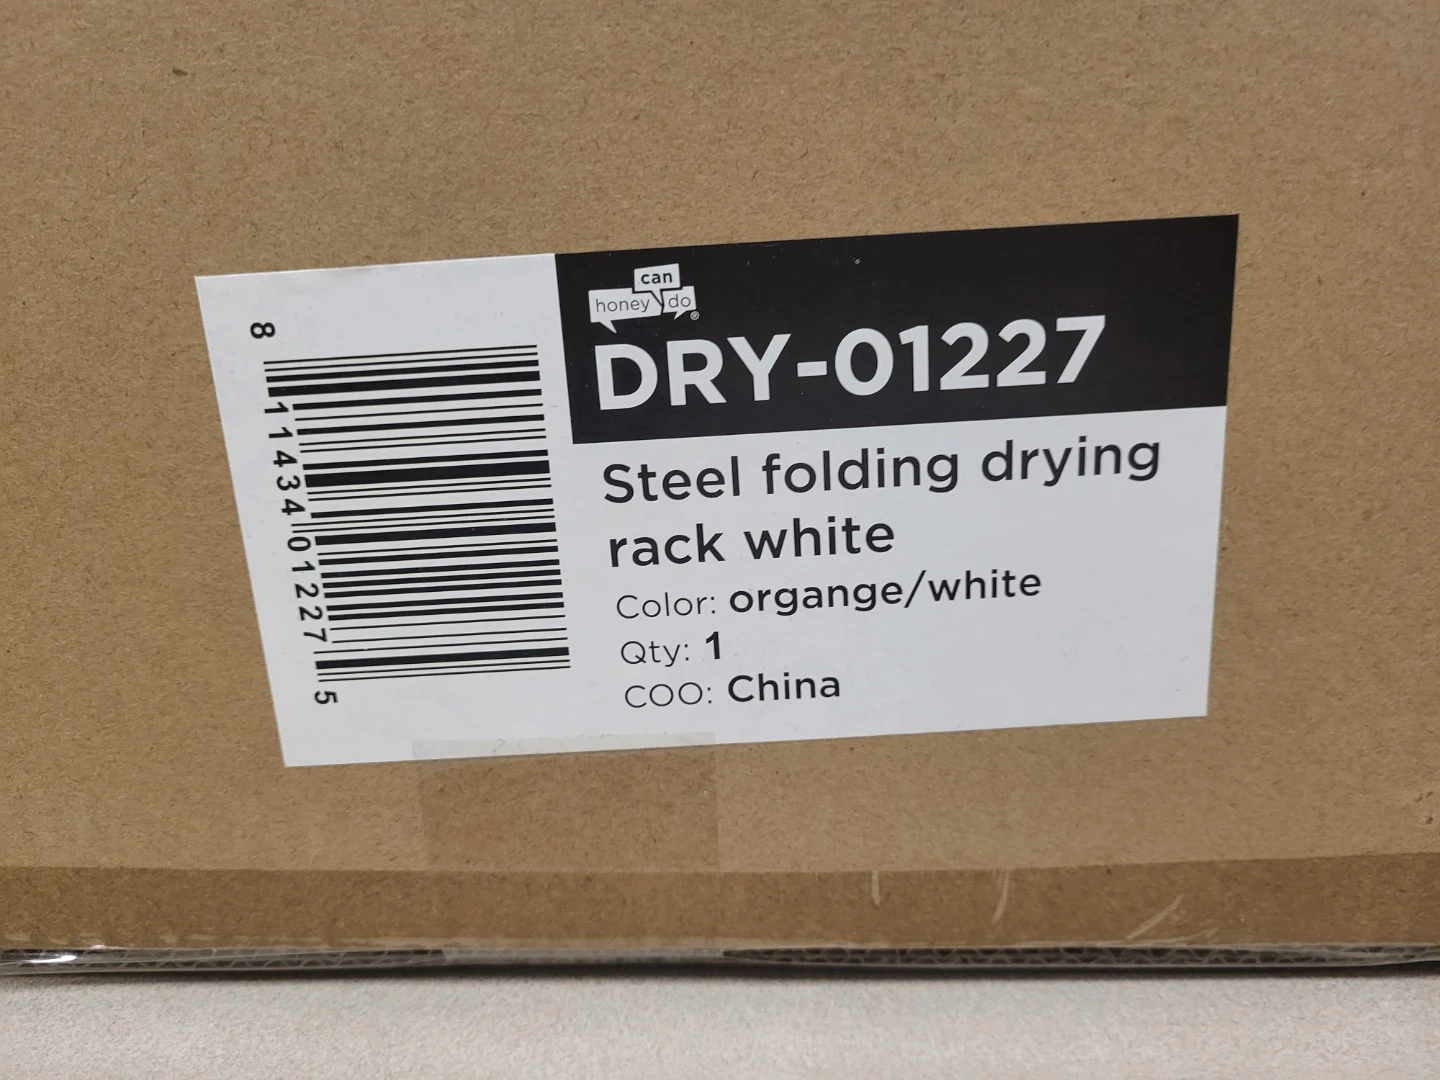 can
honey do®
DRY-01227
Steel folding drying
rack white
Color: organge/white
Qty: 1
COO: China
8 11434 01227 5